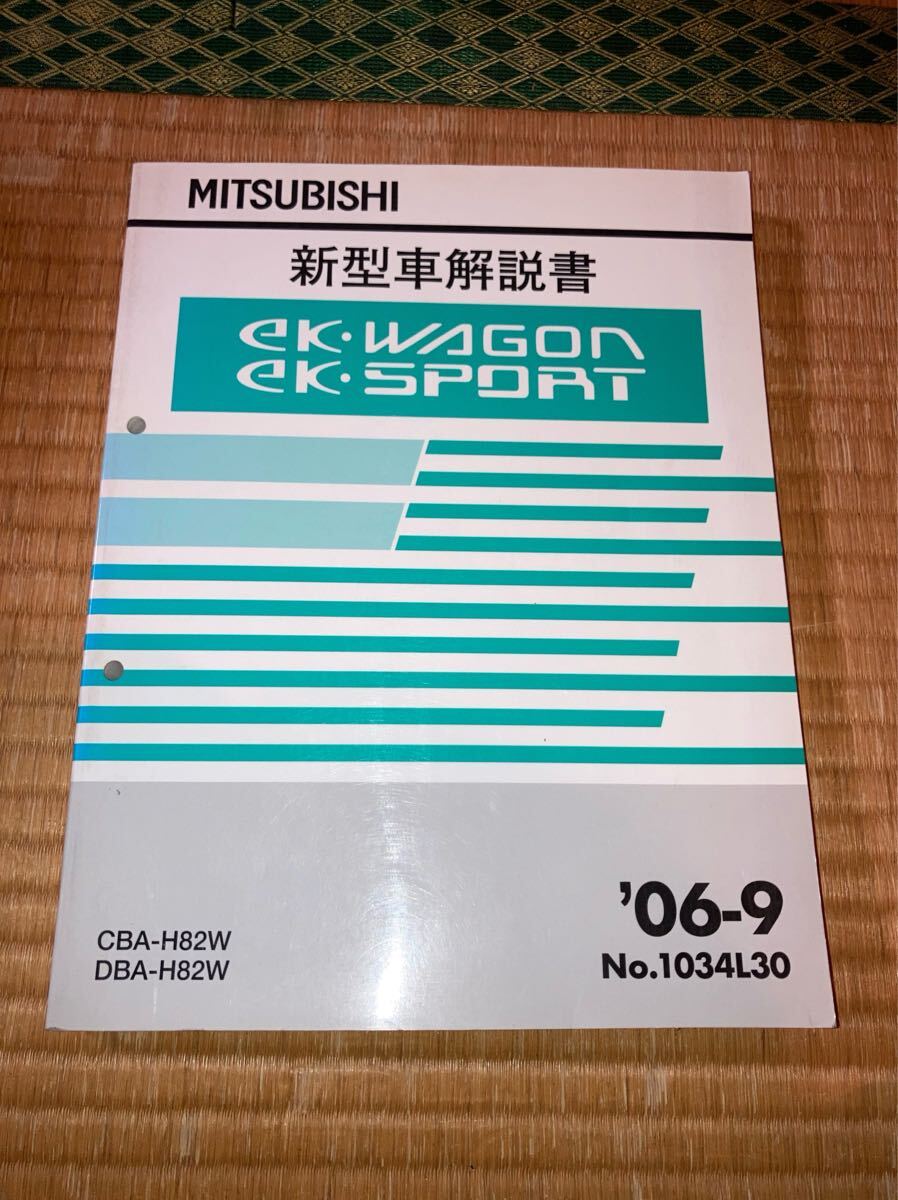 MITSUBISHI
新型車解説書
eK·WAGON
eK·SPORT
'06-9
No.1034L30
CBA-H82W
DBA-H82W